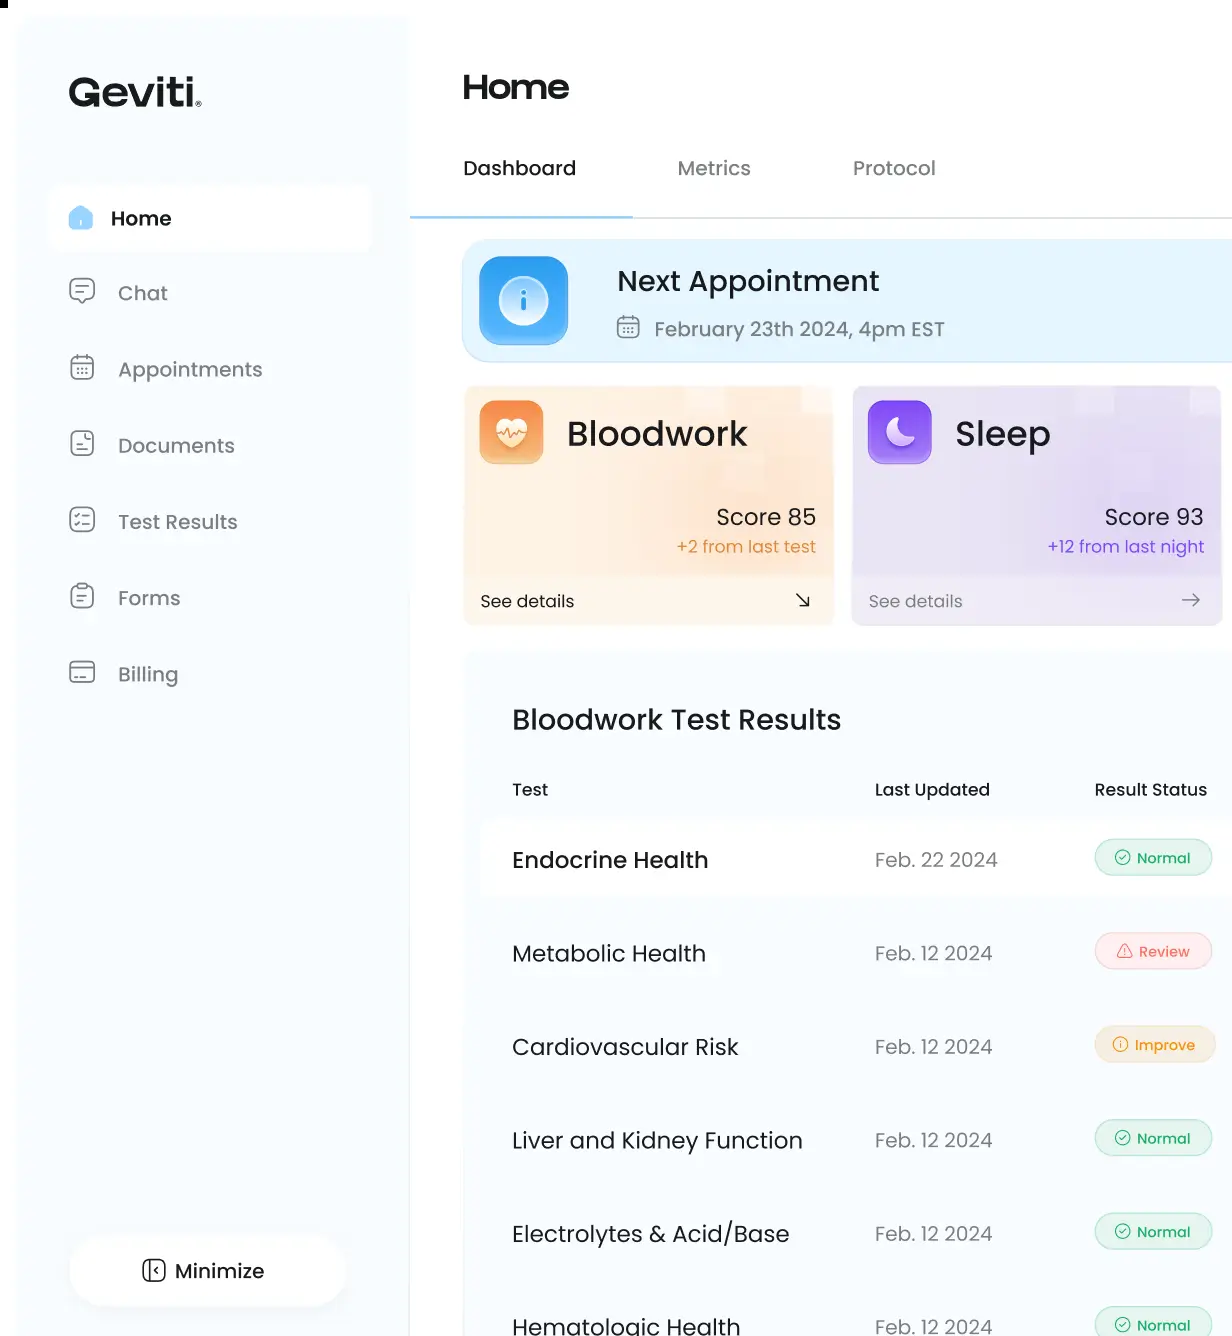 Geviti®
Home
Chat
Appointments
Documents
Test Results
Forms
Billing
Minimize
Home
Dashboard Metrics Protocol
Next Appointment
February 23th 2024, 4pm EST
Bloodwork
Score 85
+2 from last test
See details
Sleep
Score 93
+12 from last night
See details
Bloodwork Test Results
Test Last Updated Result Status
Endocrine Health Feb. 22 2024 Normal
Metabolic Health Feb. 12 2024 Review
Cardiovascular Risk Feb. 12 2024 Improve
Liver and Kidney Function Feb. 12 2024 Normal
Electrolytes & Acid/Base Feb. 12 2024 Normal
Hematologic Health Feb. 12 2024 Normal